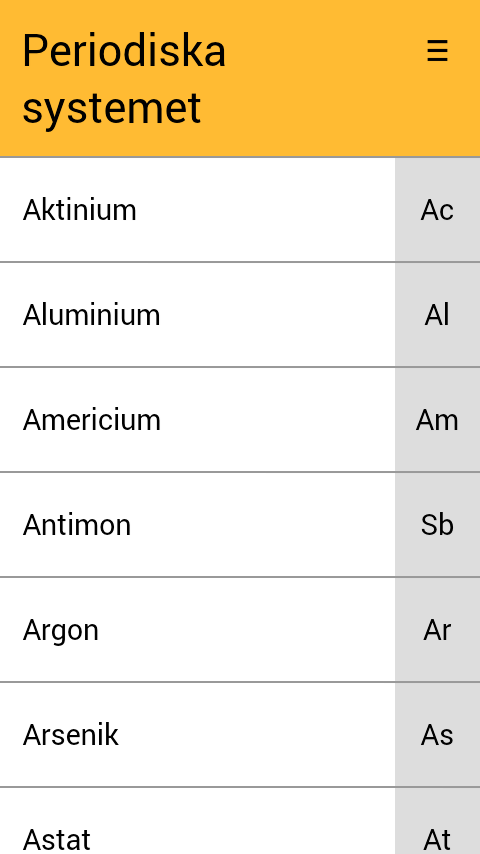 Periodiska
systemet
Aktinium Ac
Aluminium Al
Americium Am
Antimon Sb
Argon Ar
Arsenik As
Astat At